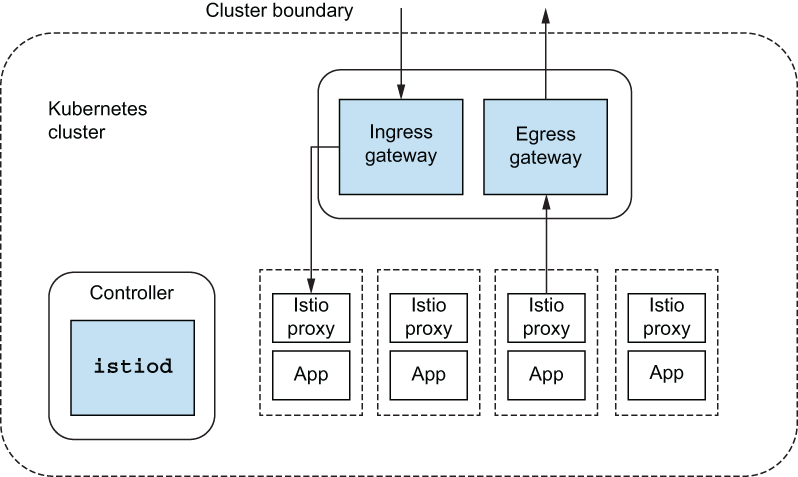 Cluster boundary
Kubernetes
cluster
Ingress
gateway
Egress
gateway
Controller
istiod
Istio
proxy
App
Istio
proxy
App
Istio
proxy
App
Istio
proxy
App